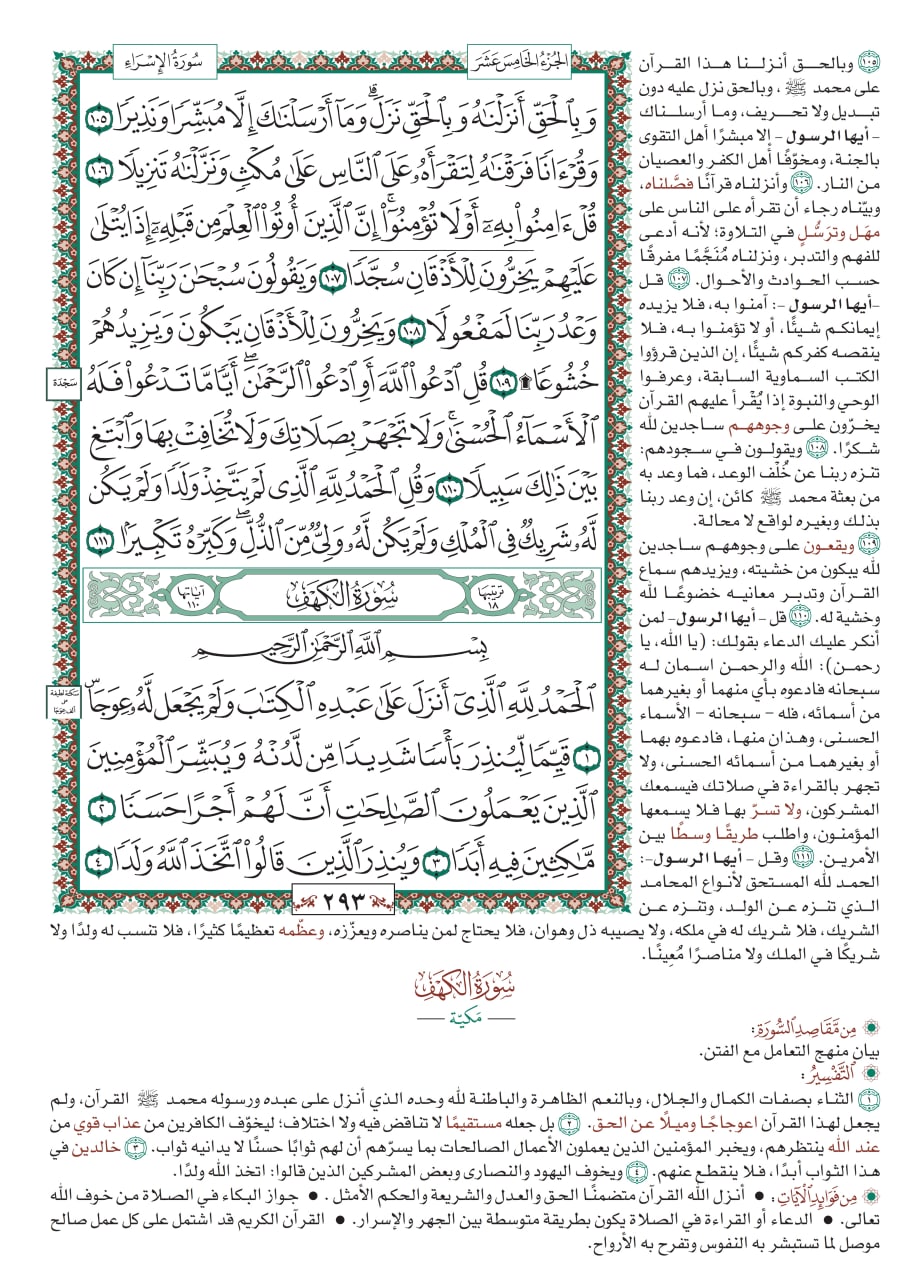 سُورَةُ الإِسْرَاءِ
الجُزْءُ الخَامِسَ عَشَرَ
وَبِٱلۡحَقِّ أَنزَلۡنَٰهُ وَبِٱلۡحَقِّ نَزَلَۗ وَمَآ أَرۡسَلۡنَٰكَ إِلَّا مُبَشِّرٗا وَنَذِيرٗا ١٠٥
وَقُرۡءَانٗا فَرَقۡنَٰهُ لِتَقۡرَأَهُۥ عَلَى ٱلنَّاسِ عَلَىٰ مُكۡثٖ وَنَزَّلۡنَٰهُ تَنزِيلٗا ١٠٦
قُلۡ ءَامِنُواْ بِهِۦٓ أَوۡ لَا تُؤۡمِنُوٓاْۚ إِنَّ ٱلَّذِينَ أُوتُواْ ٱلۡعِلۡمَ مِن قَبۡلِهِۦٓ إِذَا يُتۡلَىٰ
عَلَيۡهِمۡ يَخِرُّونَۤ لِلۡأَذۡقَانِۤ سُجَّدٗاۤ ١٠٧ وَيَقُولُونَ سُبۡحَٰنَ رَبِّنَآ إِن كَانَ
وَعۡدُ رَبِّنَا لَمَفۡعُولٗا ١٠٨ وَيَخِرُّونَ لِلۡأَذۡقَانِ يَبۡكُونَ وَيَزِيدُهُمۡ
خُشُوعٗا۩ ١٠٩ قُلِ ٱدۡعُواْ ٱللَّهَ أَوِ ٱدۡعُواْ ٱلرَّحۡمَٰنَۖ أَيّٗا مَّا تَدۡعُواْ فَلَهُ
سَجْدَة
ٱلۡأَسۡمَآءُ ٱلۡحُسۡنَىٰۚ وَلَا تَجۡهَرۡ بِصَلَاتِكَ وَلَا تُخَافِتۡ بِهَا وَٱبۡتَغِ
بَيۡنَ ذَٰلِكَ سَبِيلٗا ١١٠ وَقُلِ ٱلۡحَمۡدُ لِلَّهِ ٱلَّذِي لَمۡ يَتَّخِذۡ وَلَدٗا وَلَمۡ يَكُن
لَّهُۥ شَرِيكٞ فِي ٱلۡمُلۡكِ وَلَمۡ يَكُن لَّهُۥ وَلِيّٞ مِّنَ ٱلذُّلِّۖ وَكَبِّرۡهُ تَكۡبِيرَۢا ١١١
ترتيبها ١٨
سُورَةُ الكَهْفِ
آياتها ١١٠
بِسْمِ ٱللَّهِ ٱلرَّحْمَٰنِ ٱلرَّحِيمِ
ٱلۡحَمۡدُ لِلَّهِ ٱلَّذِيٓ أَنزَلَ عَلَىٰ عَبۡدِهِ ٱلۡكِتَٰبَ وَلَمۡ يَجۡعَل لَّهُۥ عِوَجَاۜ
سكتة لطيفة
على
ألف عوجا
١ قَيِّمٗا لِّيُنذِرَ بَأۡسٗا شَدِيدٗا مِّن لَّدُنۡهُ وَيُبَشِّرَ ٱلۡمُؤۡمِنِينَ
ٱلَّذِينَ يَعۡمَلُونَ ٱلصَّٰلِحَٰتِ أَنَّ لَهُمۡ أَجۡرًا حَسَنٗا ٢
مَّٰكِثِينَ فِيهِ أَبَدٗا ٣ وَيُنذِرَ ٱلَّذِينَ قَالُواْ ٱتَّخَذَ ٱللَّهُ وَلَدٗا ٤
٢٩٣
١٠٥ وبالحق أنزلنا هذا القرآن
على محمد ﷺ، وبالحق نزل عليه دون
تبديل ولا تحريف، وما أرسلناك
- أيها الرسول - إلا مبشرًا أهل التقوى
بالجنة، ومخوّفًا أهل الكفر والعصيان
من النار. ١٠٦ وأنزلناه قرآنًا فصَّلناه،
وبيّناه رجاء أن تقرأه على الناس على
مهَل وترَسُّلٍ في التلاوة؛ لأنه أدعى
للفهم والتدبر، ونزلناه مُنَجَّمًا مفرقًا
حسب الحوادث والأحوال. ١٠٧ قل
-أيها الرسول -: آمنوا به، فلا يزيده
إيمانكم شيئًا، أو لا تؤمنوا به، فلا
ينقصه كفركم شيئًا، إن الذين قرؤوا
الكتب السماوية السابقة، وعرفوا
الوحي والنبوة إذا يُقْرأ عليهم القرآن
يخرّون على وجوههم ساجدين لله
شكرًا. ١٠٨ ويقولون في سجودهم:
تنزه ربنا عن خُلْف الوعد، فما وعد به
من بعثة محمد ﷺ كائن، إن وعد ربنا
بذلك وبغيره لواقع لا محالة.
١٠٩ ويقعون على وجوههم ساجدين
لله يبكون من خشيته، ويزيدهم سماع
القرآن وتدبر معانيه خضوعًا لله
وخشية له. ١١٠ قل - أيها الرسول- لمن
أنكر عليك الدعاء بقولك: (يا الله، يا
رحمن): الله والرحمن اسمان له
سبحانه فادعوه بأي منهما أو بغيرهما
من أسمائه، فله - سبحانه - الأسماء
الحسنى، وهذان منها، فادعوه بهما
أو بغيرهما من أسمائه الحسنى، ولا
تجهر بالقراءة في صلاتك فيسمعك
المشركون، ولا تسرّ بها فلا يسمعها
المؤمنون، واطلب طريقًا وسطًا بين
الأمرين. ١١١ وقل - أيها الرسول-:
الحمد لله المستحق لأنواع المحامد
الذي تنزه عن الولد، وتنزه عن
الشريك، فلا شريك له في ملكه، ولا يصيبه ذل وهوان، فلا يحتاج لمن يناصره ويعزّزه، وعظّمه تعظيمًا كثيرًا، فلا تنسب له ولدًا ولا
شريكًا في الملك ولا مناصرًا مُعِينًا.
سُورَةُ الكَهْفِ
مَكيّة
مِن مَّقَاصِدِ السُّورَةِ:
بيان منهج التعامل مع الفتن.
التَّفْسِيرُ:
١ الثناء بصفات الكمال والجلال، وبالنعم الظاهرة والباطنة لله وحده الذي أنزل على عبده ورسوله محمد ﷺ القرآن، ولم
يجعل لهذا القرآن اعوجاجًا وميلًا عن الحق. ٢ بل جعله مستقيمًا لا تناقض فيه ولا اختلاف؛ ليخوّف الكافرين من عذاب قوي من
عند الله ينتظرهم، ويخبر المؤمنين الذين يعملون الأعمال الصالحات بما يسرّهم أن لهم ثوابًا حسنًا لا يدانيه ثواب. ٣ خالدين في
هذا الثواب أبدًا، فلا ينقطع عنهم. ٤ ويخوف اليهود والنصارى وبعض المشركين الذين قالوا: اتخذ الله ولدًا.
مِن فَوَائِدِ الآيَاتِ: • أنزل الله القرآن متضمنًا الحق والعدل والشريعة والحكم الأمثل. • جواز البكاء في الصلاة من خوف الله
تعالى. • الدعاء أو القراءة في الصلاة يكون بطريقة متوسطة بين الجهر والإسرار. • القرآن الكريم قد اشتمل على كل عمل صالح
موصل لما تستبشر به النفوس وتفرح به الأرواح.